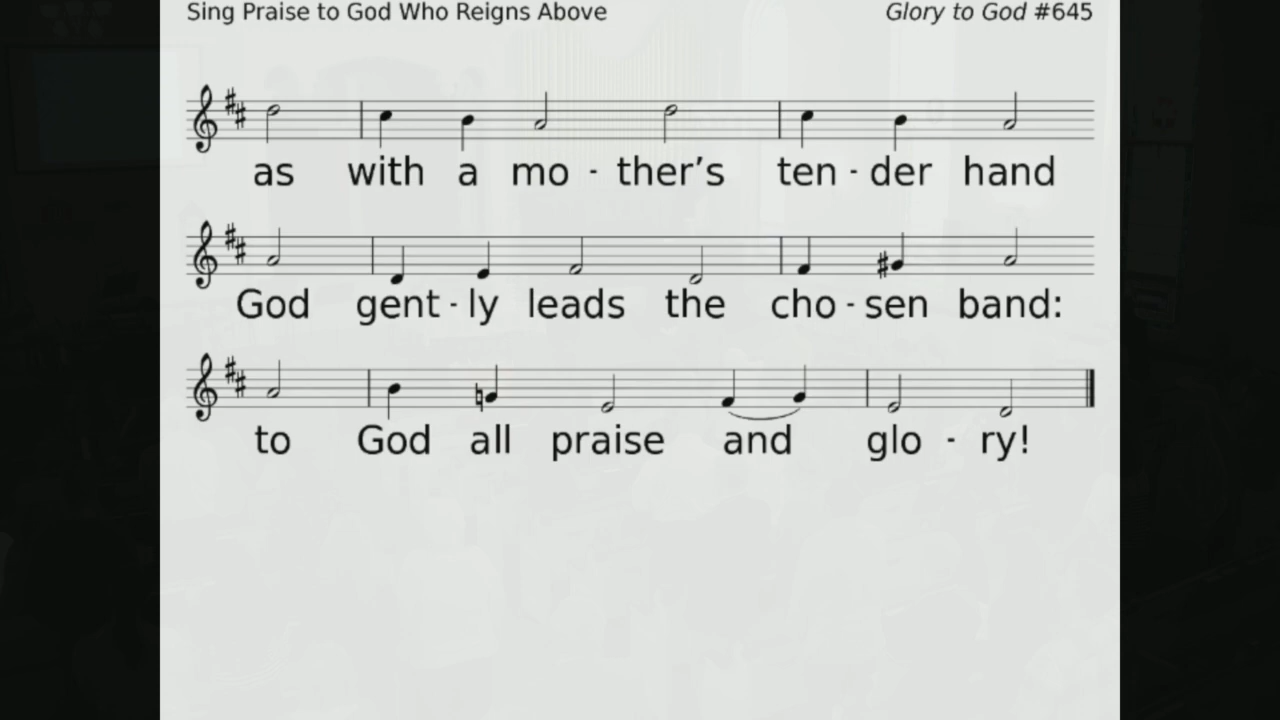 Sing Praise to God Who Reigns Above Glory to God #645
as with a mo - ther’s ten - der hand
God gent - ly leads the cho - sen band:
to God all praise and glo - ry!